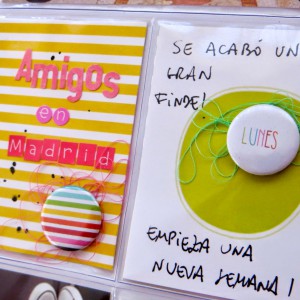 Amigos
en
Madrid
SE ACABÓ UN
GRAN
FINDE!
LUNES
EMPIEZA UNA
NUEVA SEMANA!